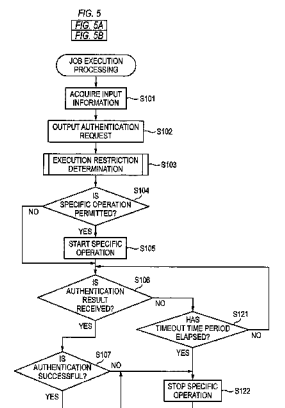 FIG. 5
FIG. 5A
FIG. 5B
JOB EXECUTION
PROCESSING
ACQUIRE INPUT
INFORMATION
S101
OUTPUT AUTHENTICATION
REQUEST
S102
EXECUTION RESTRICTION
DETERMINATION
S103
S104
IS
SPECIFIC OPERATION
PERMITTED?
NO
YES
START SPECIFIC
OPERATION
S105
S106
IS
AUTHENTICATION
RESULT
RECEIVED?
NO
YES
S121
HAS
TIMEOUT TIME PERIOD
ELAPSED?
NO
YES
S107
IS
AUTHENTICATION
SUCCESSFUL?
NO
YES
STOP SPECIFIC
OPERATION
S122